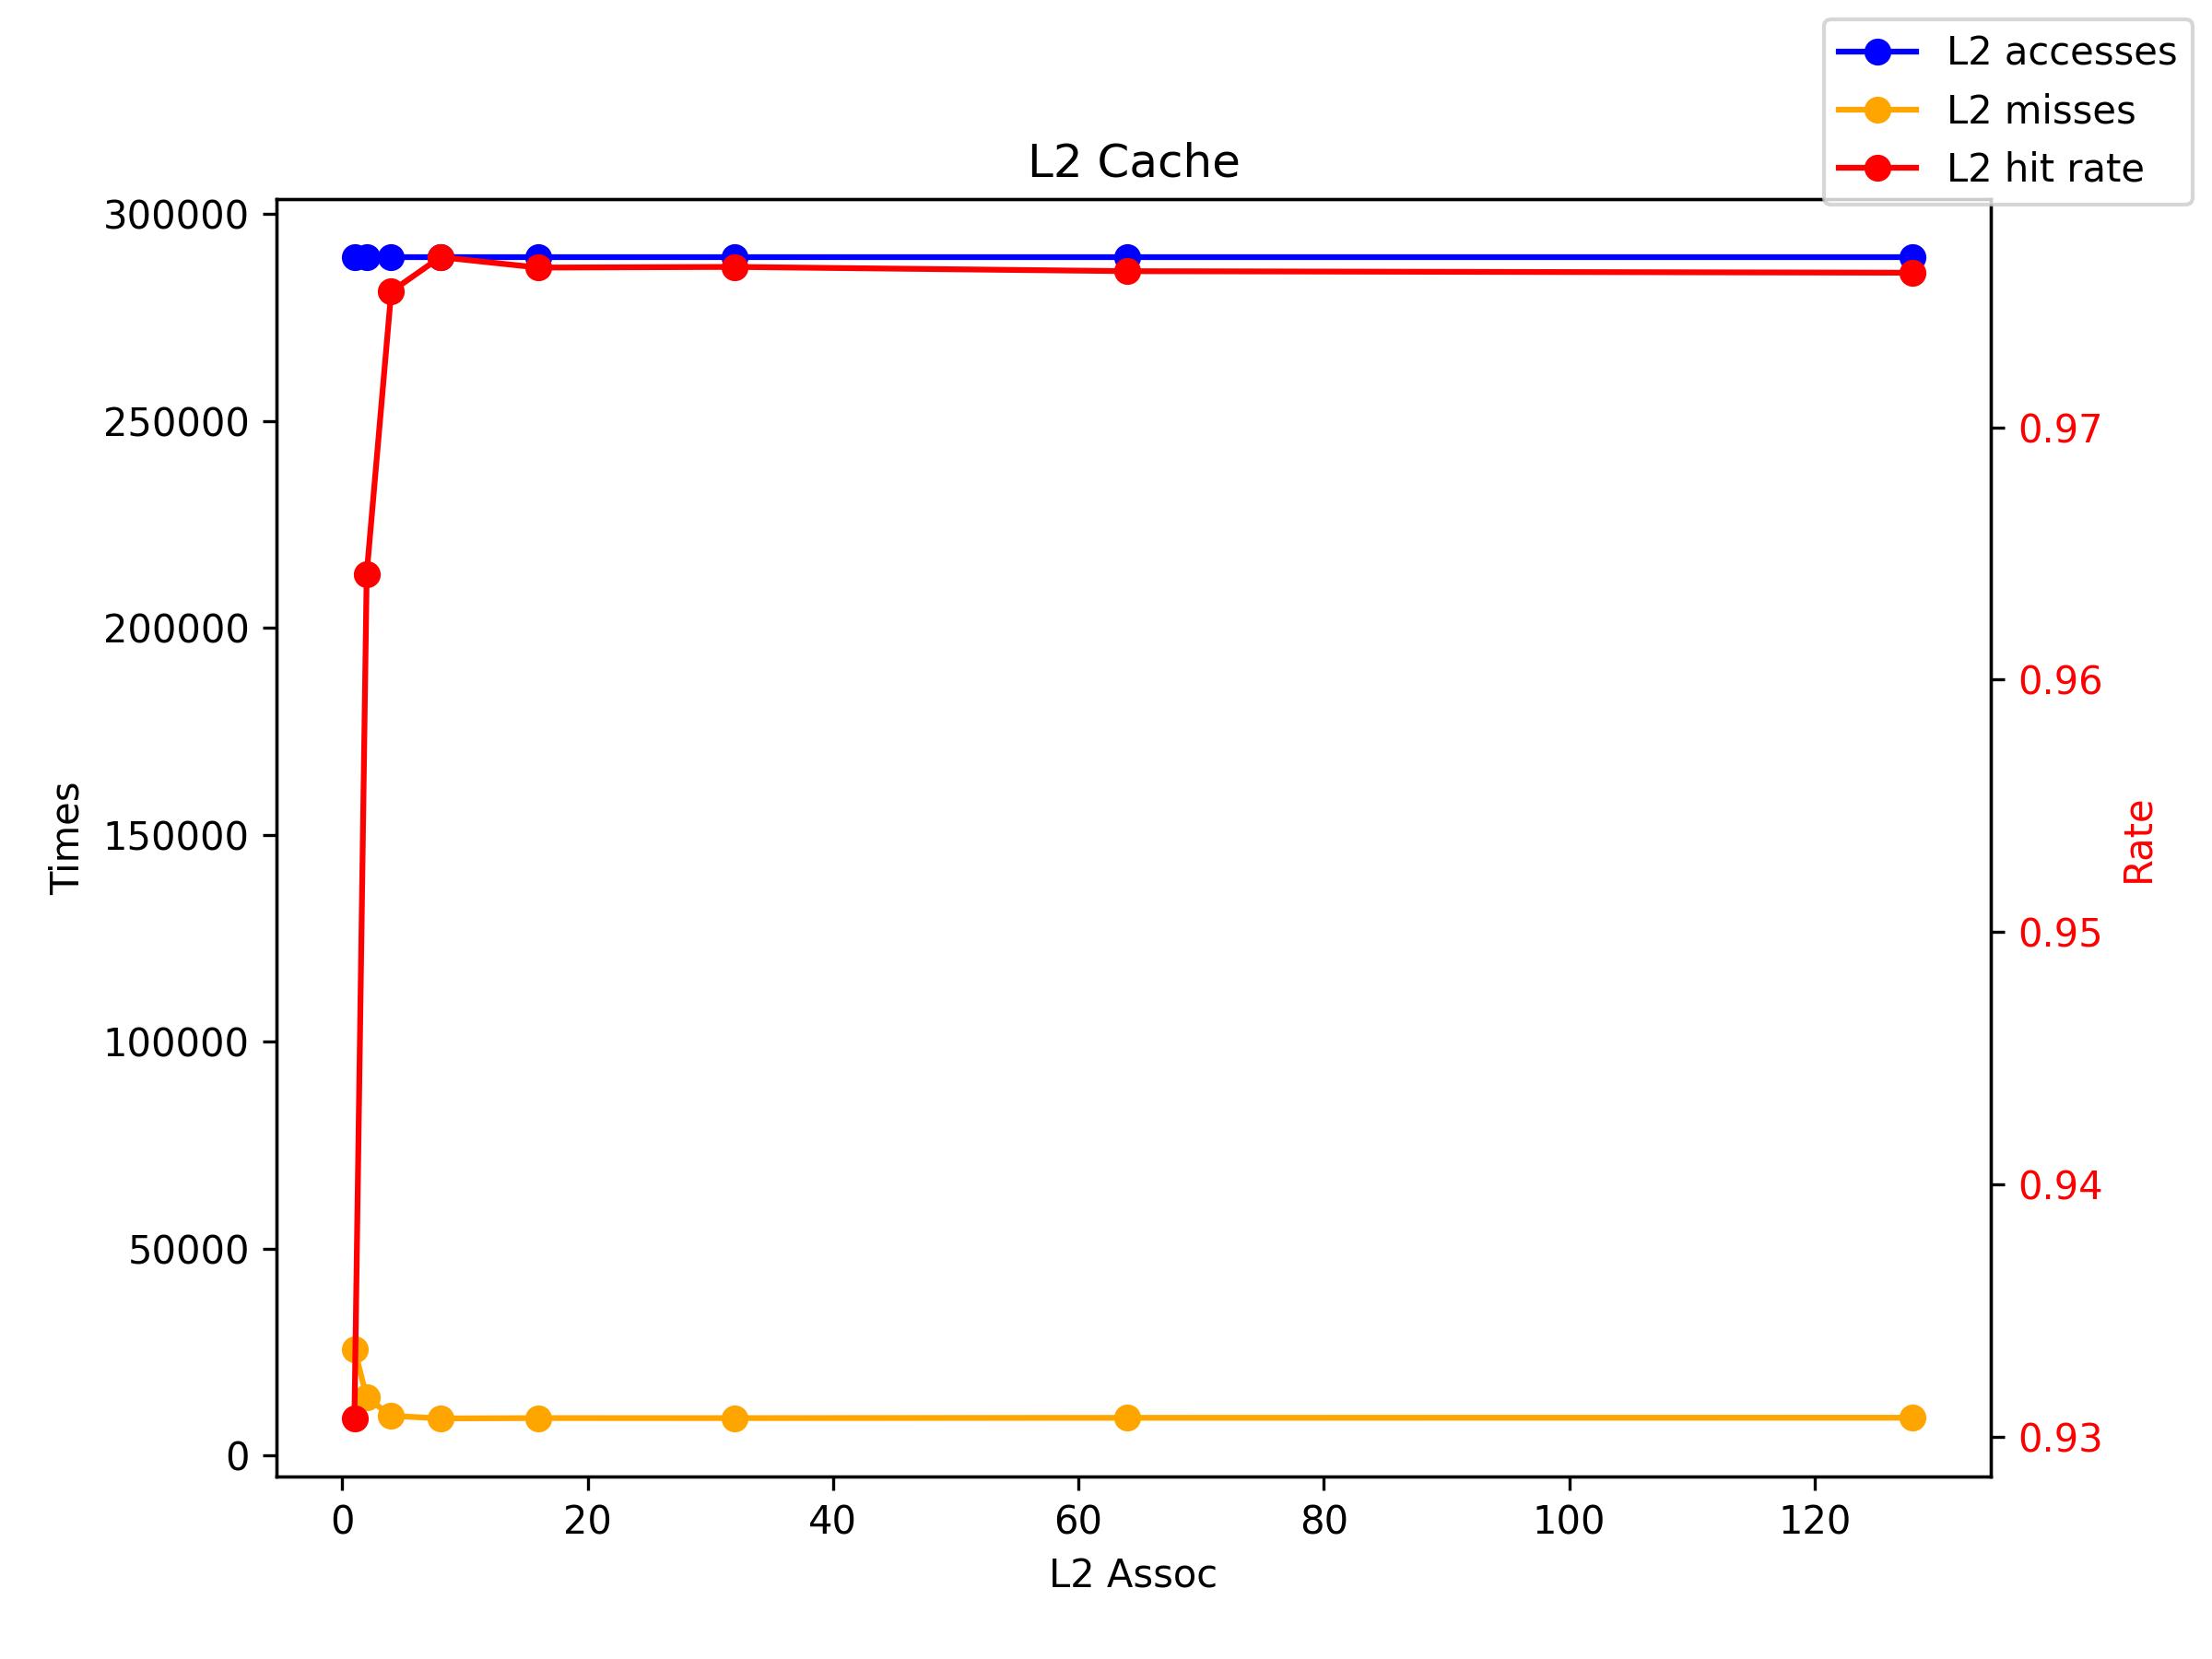 L2 accesses
L2 misses
L2 hit rate
L2 Cache
300000
250000
200000
150000
100000
50000
0
Times
0.97
0.96
0.95
0.94
0.93
Rate
0 20 40 60 80 100 120
L2 Assoc